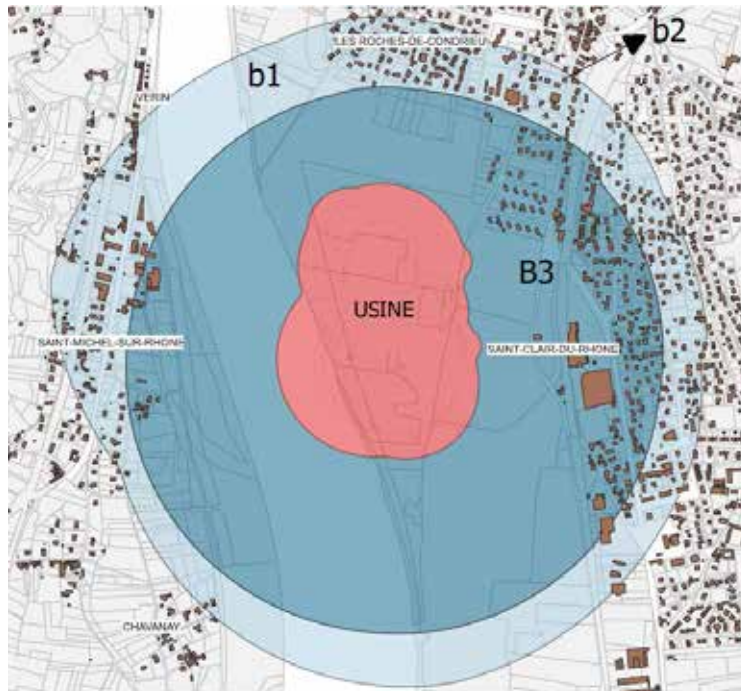 b2
LES ROCHES-DE-CONDRIEU
b1
VERIN
B3
USINE
SAINT-MICHEL-SUR-RHONE
SAINT-CLAIR-DU-RHONE
CHAVANAY